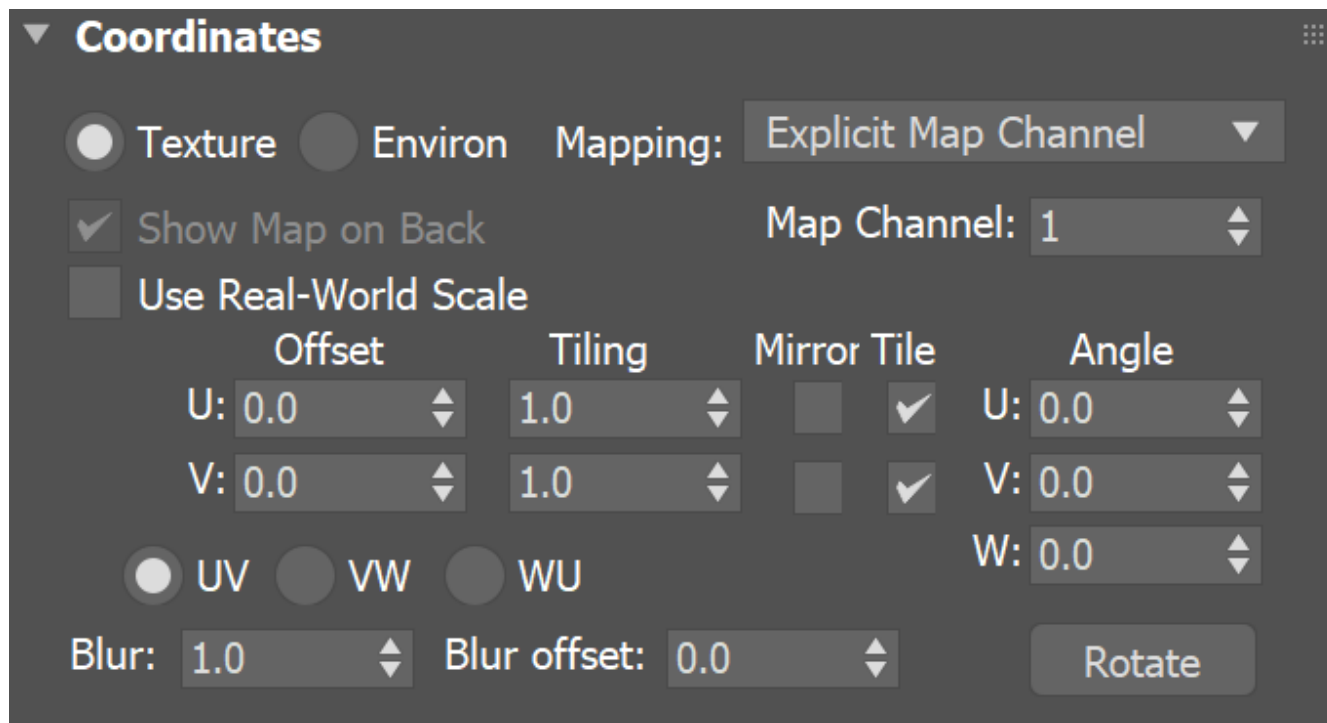 Coordinates
Texture Environ Mapping: Explicit Map Channel
Show Map on Back Map Channel: 1
Use Real-World Scale
Offset Tiling Mirror Tile Angle
U: 0.0 1.0 U: 0.0
V: 0.0 1.0 V: 0.0
W: 0.0
UV VW WU
Blur: 1.0 Blur offset: 0.0 Rotate